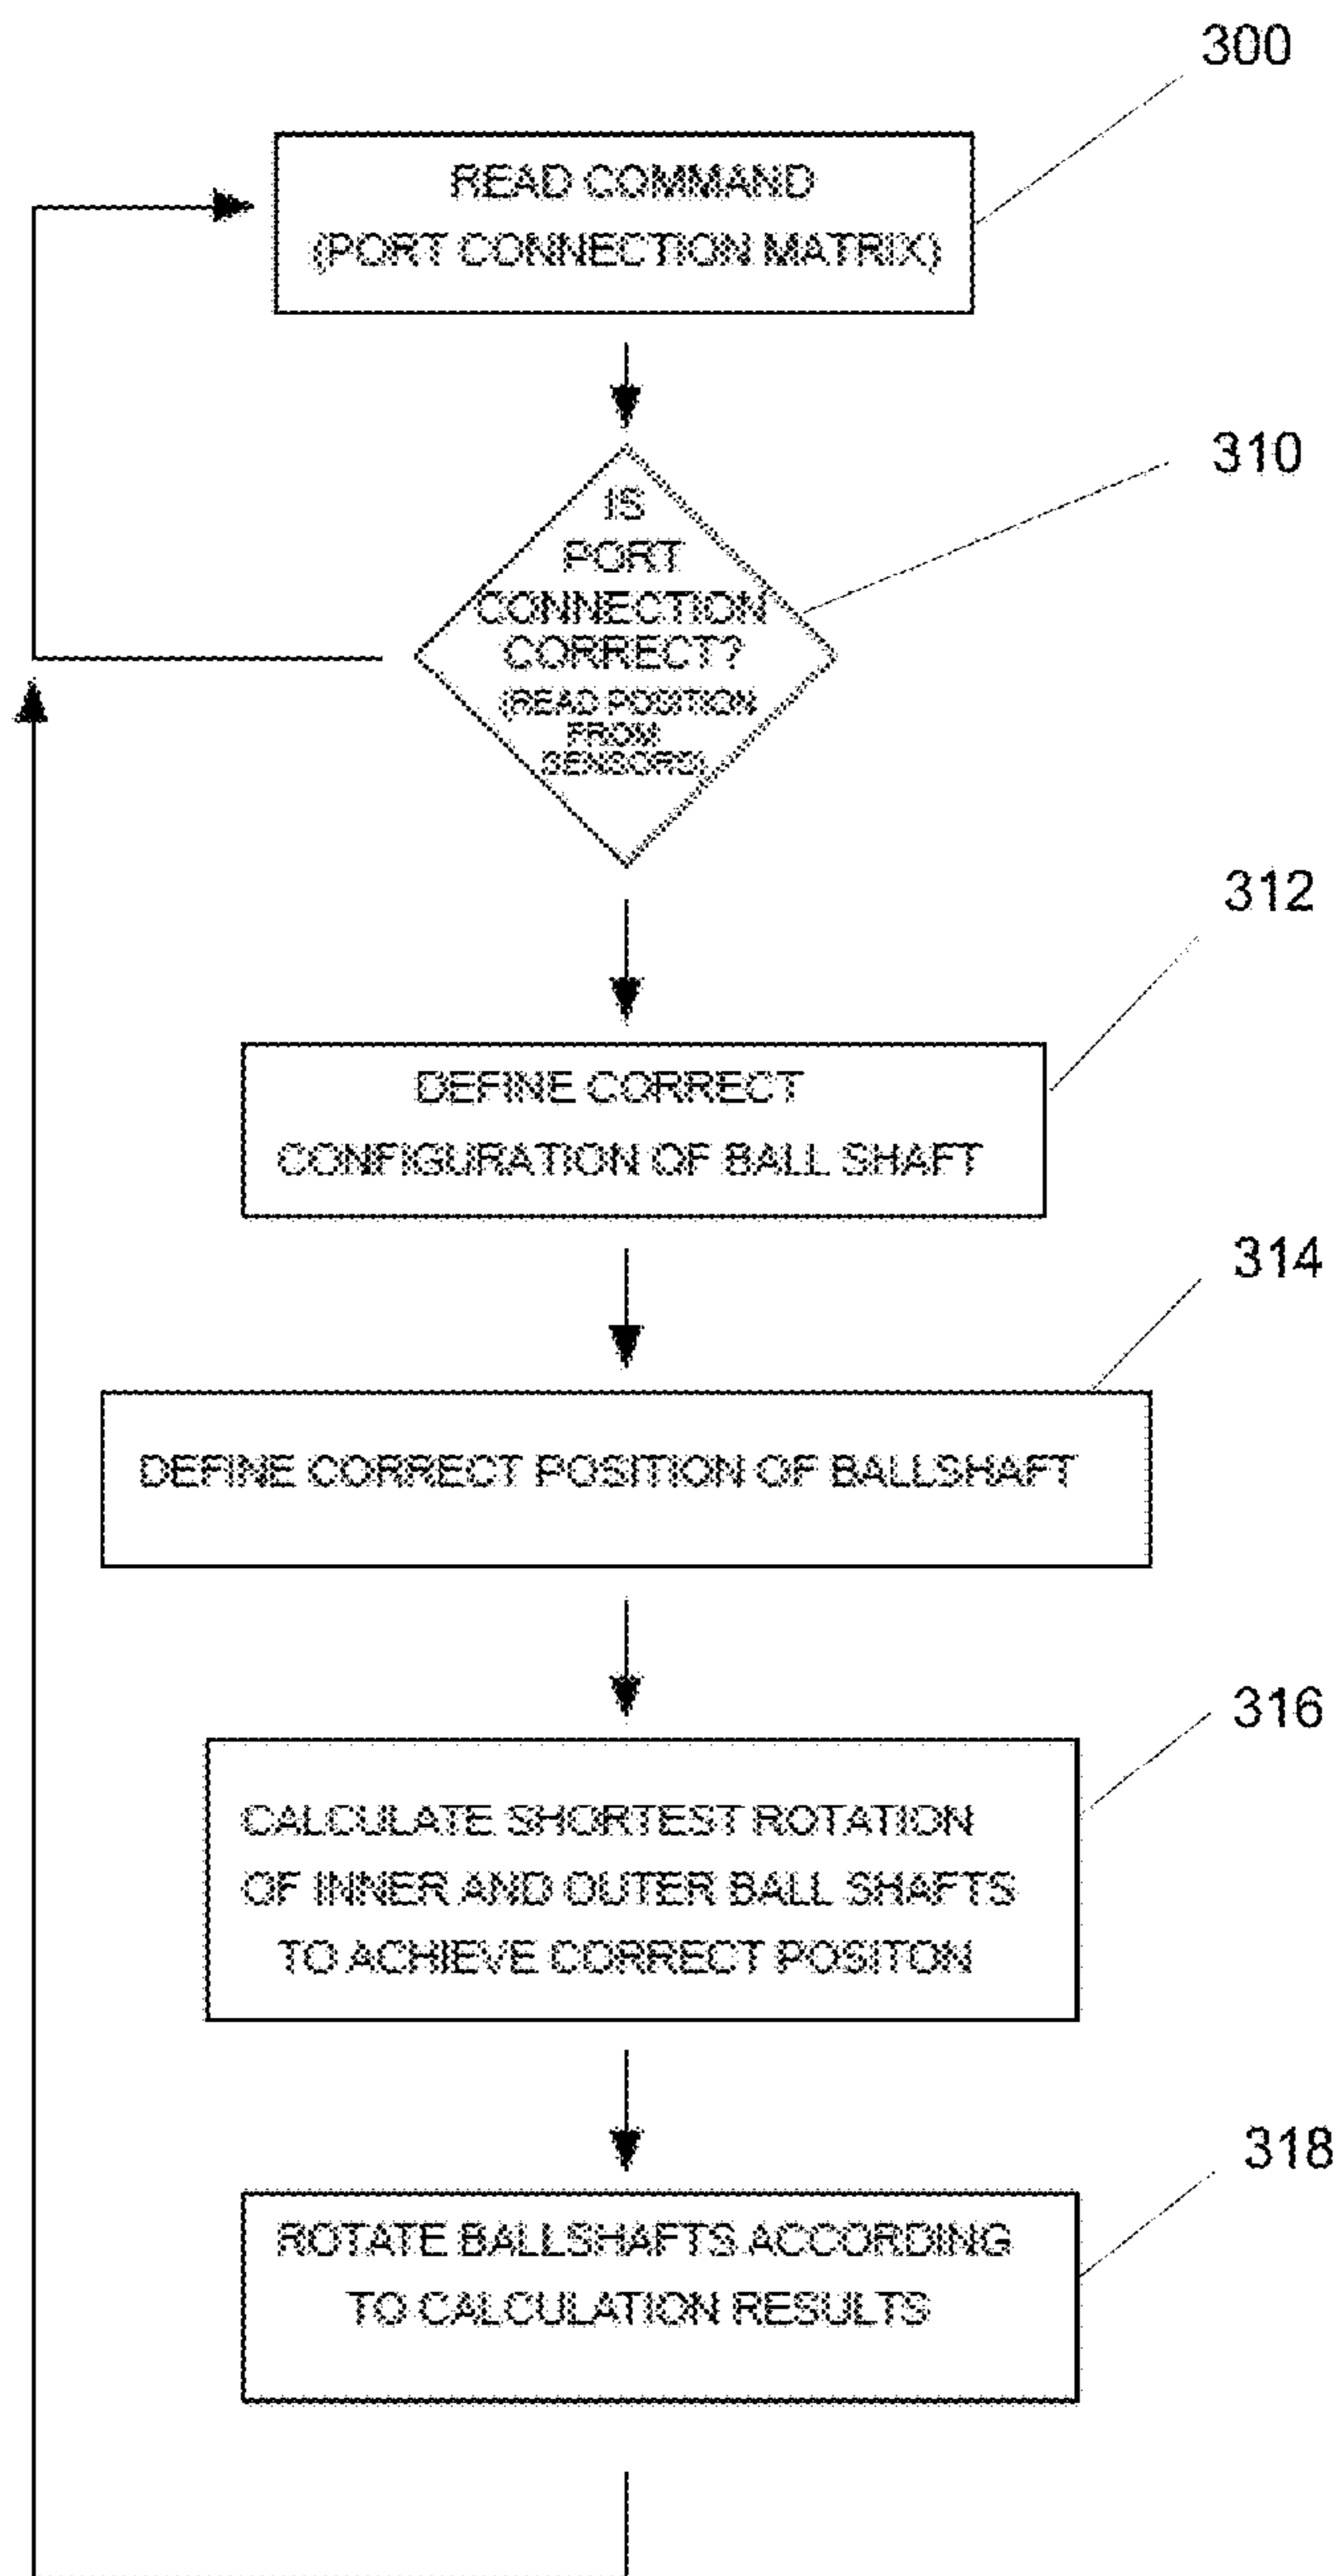 300
READ COMMAND
(PORT CONNECTION MATRIX)
310
IS
PORT
CONNECTION
CORRECT?
(READ POSITION
FROM
SENSORS)
312
DEFINE CORRECT
CONFIGURATION OF BALL SHAFT
314
DEFINE CORRECT POSITION OF BALLSHAFT
316
CALCULATE SHORTEST ROTATION
OF INNER AND OUTER BALL SHAFTS
TO ACHIEVE CORRECT POSITON
318
ROTATE BALLSHAFTS ACCORDING
TO CALCULATION RESULTS